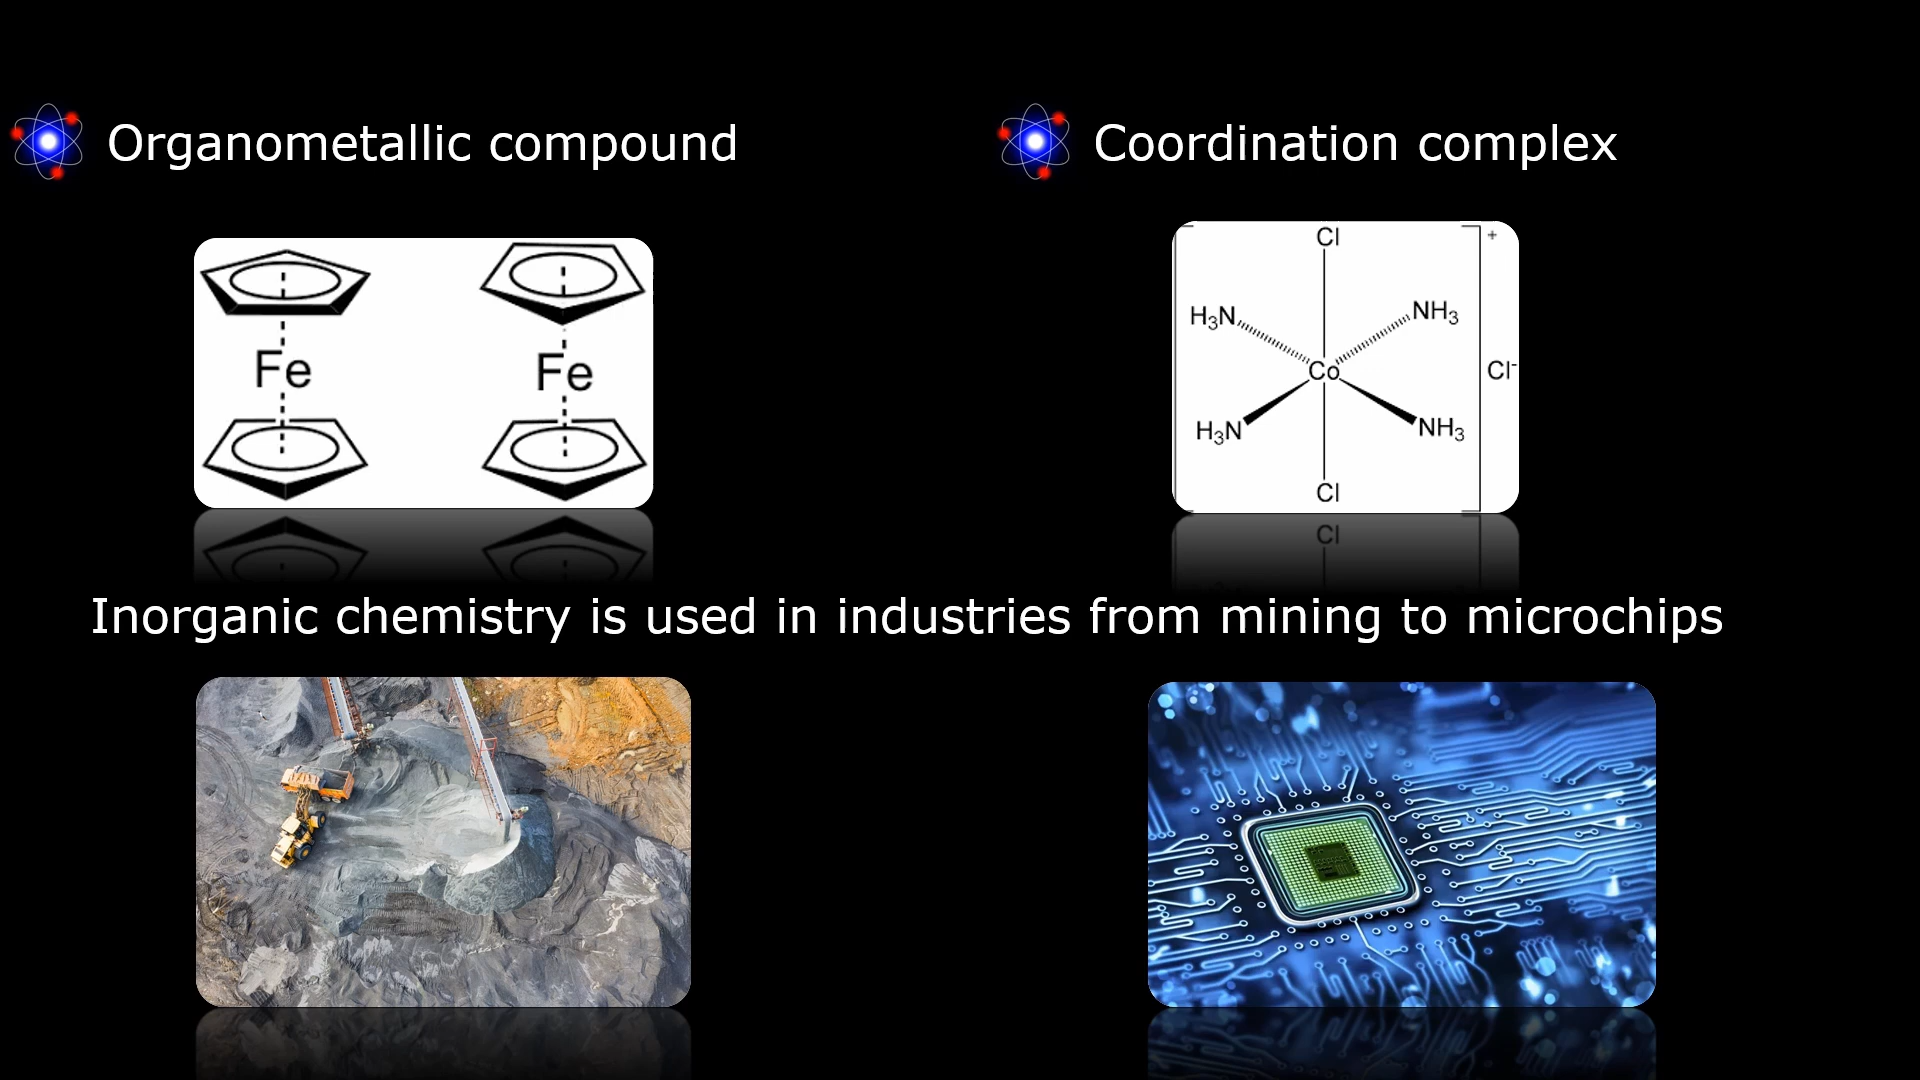 Organometallic compound
Coordination complex
Fe
Fe
Cl
+
H₃N
NH₃
Co
Cl⁻
H₃N
NH₃
Cl
Inorganic chemistry is used in industries from mining to microchips